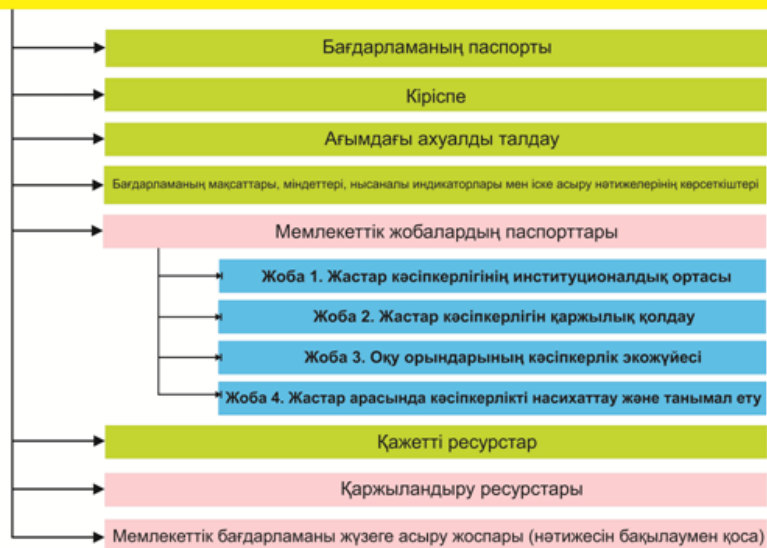 Бағдарламаның паспорты
Кіріспе
Ағымдағы ахуалды талдау
Бағдарламаның мақсаттары, міндеттері, нысаналы индикаторлары мен іске асыру нәтижелерінің көрсеткіштері
Мемлекеттік жобалардың паспорттары
Жоба 1. Жастар кәсіпкерлігінің институционалдық ортасы
Жоба 2. Жастар кәсіпкерлігін қаржылық қолдау
Жоба 3. Оқу орындарының кәсіпкерлік экожүйесі
Жоба 4. Жастар арасында кәсіпкерлікті насихаттау және танымал ету
Қажетті ресурстар
Қаржыландыру ресурстары
Мемлекеттік бағдарламаны жүзеге асыру жоспары (нәтижесін бақылаумен қоса)